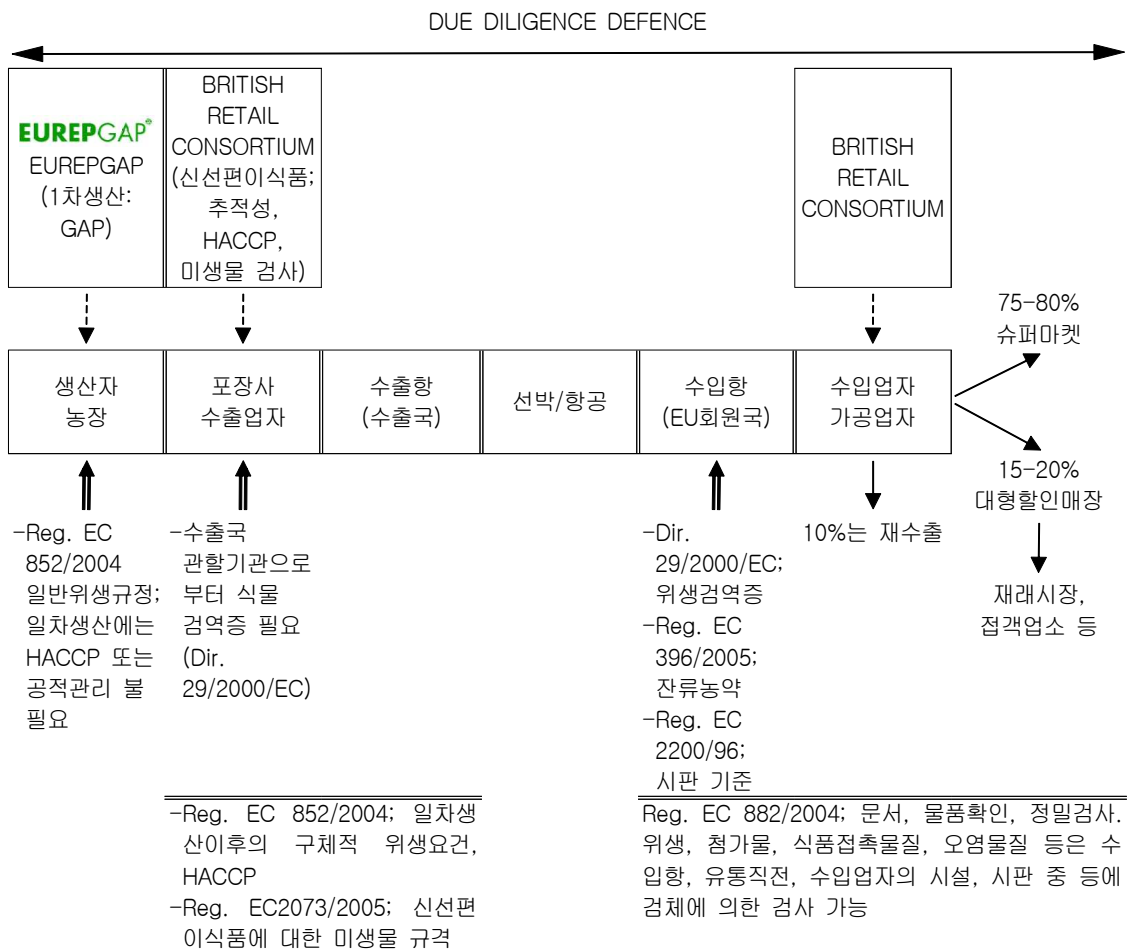 DUE DILIGENCE DEFENCE
EUREPGAP®
EUREPGAP
(1차생산:
GAP)
BRITISH
RETAIL
CONSORTIUM
(신선편이식품;
추적성,
HACCP,
미생물 검사)
BRITISH
RETAIL
CONSORTIUM
75-80%
슈퍼마켓
생산자
농장
포장사
수출업자
수출항
(수출국)
선박/항공
수입항
(EU회원국)
수입업자
가공업자
15-20%
대형할인매장
재래시장,
접객업소 등
-Reg. EC
852/2004
일반위생규정;
일차생산에는
HACCP 또는
공적관리 불
필요
-수출국
관할기관으로
부터 식물
검역증 필요
(Dir.
29/2000/EC)
-Dir.
29/2000/EC;
위생검역증
-Reg. EC
396/2005;
잔류농약
-Reg. EC
2200/96;
시판 기준
10%는 재수출
-Reg. EC 852/2004; 일차생
산이후의 구체적 위생요건,
HACCP
-Reg. EC2073/2005; 신선편
이식품에 대한 미생물 규격
Reg. EC 882/2004; 문서, 물품확인, 정밀검사.
위생, 첨가물, 식품접촉물질, 오염물질 등은 수
입항, 유통직전, 수입업자의 시설, 시판 중 등에
검체에 의한 검사 가능